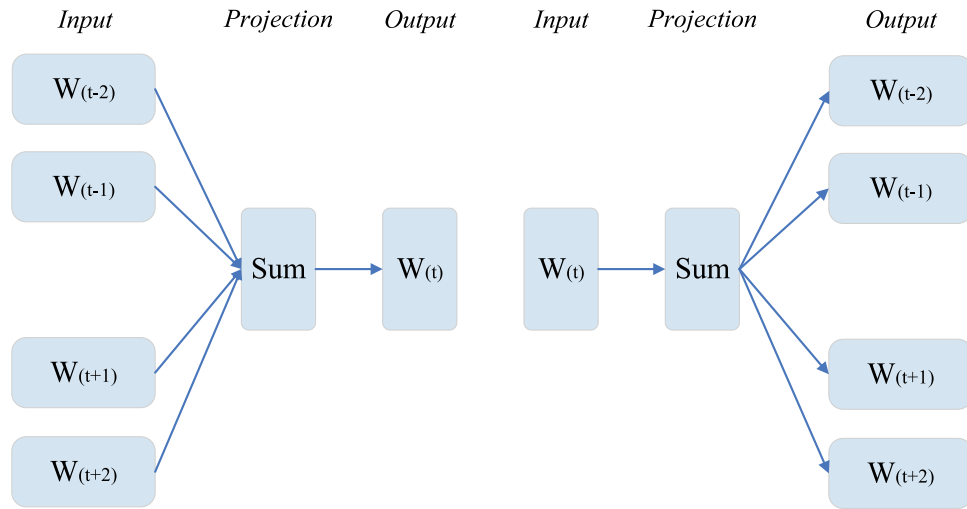 Input Projection Output Input Projection Output
W(t-2)
W(t-1)
Sum
W(t)
W(t+1)
W(t+2)
W(t)
Sum
W(t-2)
W(t-1)
W(t+1)
W(t+2)